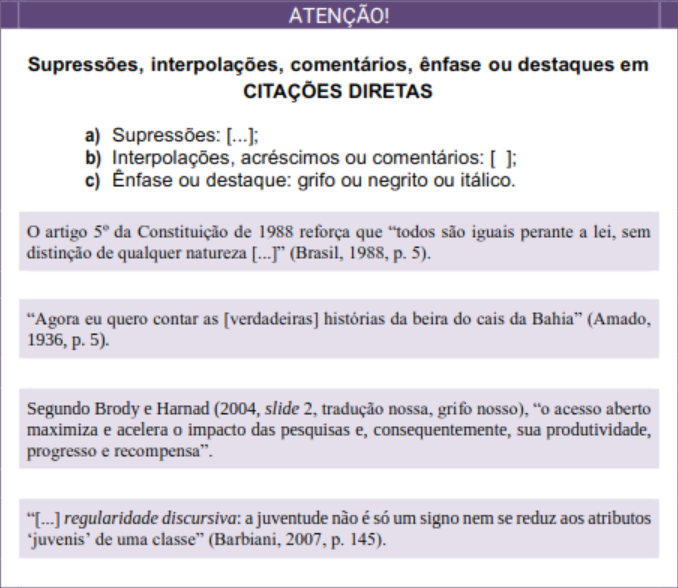 ATENÇÃO!
Supressões, interpolações, comentários, ênfase ou destaques em
CITAÇÕES DIRETAS
a) Supressões: [...];
b) Interpolações, acréscimos ou comentários: [ ];
c) Ênfase ou destaque: grifo ou negrito ou itálico.
O artigo 5º da Constituição de 1988 reforça que “todos são iguais perante a lei, sem
distinção de qualquer natureza [...]” (Brasil, 1988, p. 5).
“Agora eu quero contar as [verdadeiras] histórias da beira do cais da Bahia” (Amado,
1936, p. 5).
Segundo Brody e Harnad (2004, slide 2, tradução nossa, grifo nosso), “o acesso aberto
maximiza e acelera o impacto das pesquisas e, consequentemente, sua produtividade,
progresso e recompensa”.
“[...] regularidade discursiva: a juventude não é só um signo nem se reduz aos atributos
‘juvenis’ de uma classe” (Barbiani, 2007, p. 145).